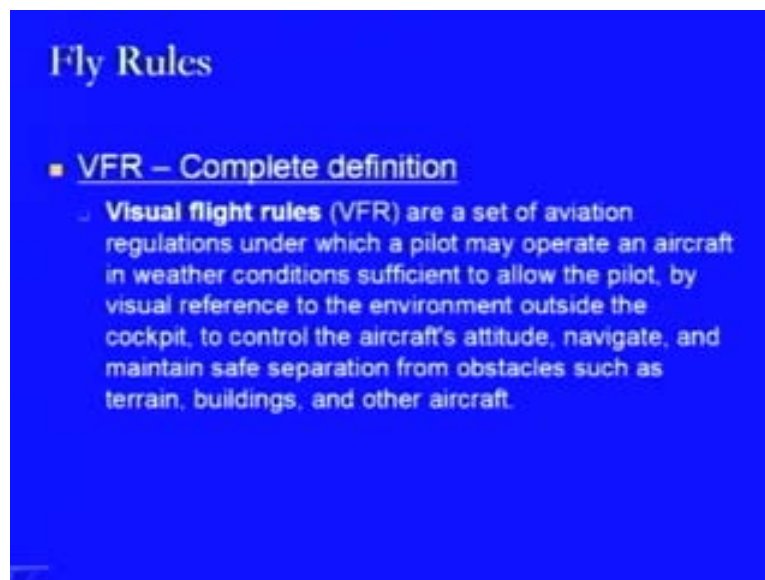 Fly Rules
VFR – Complete definition
Visual flight rules (VFR) are a set of aviation
regulations under which a pilot may operate an aircraft
in weather conditions sufficient to allow the pilot, by
visual reference to the environment outside the
cockpit, to control the aircraft's attitude, navigate, and
maintain safe separation from obstacles such as
terrain, buildings, and other aircraft.